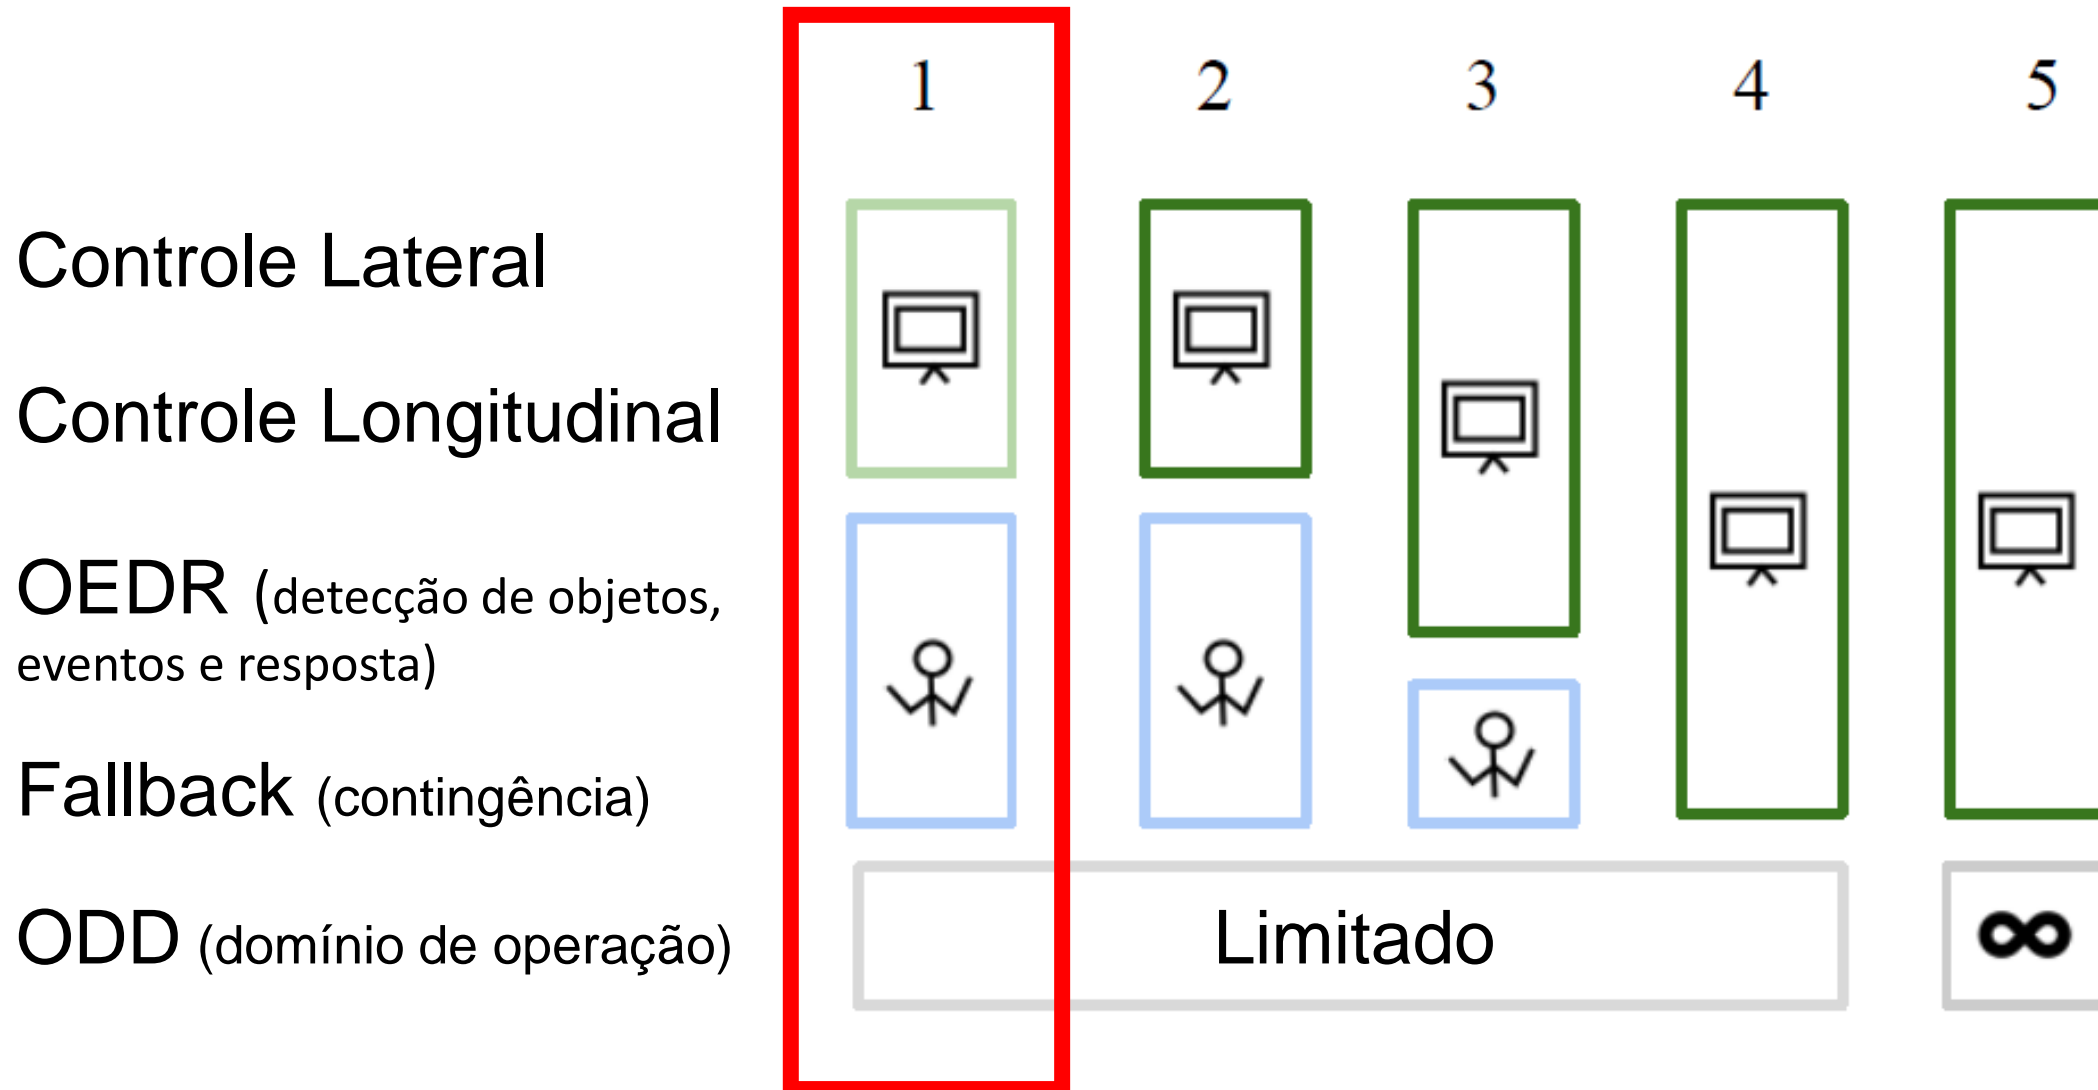 1 2 3 4 5
Controle Lateral
Controle Longitudinal
OEDR (detecção de objetos,
eventos e resposta)
Fallback (contingência)
ODD (domínio de operação)
Limitado
∞